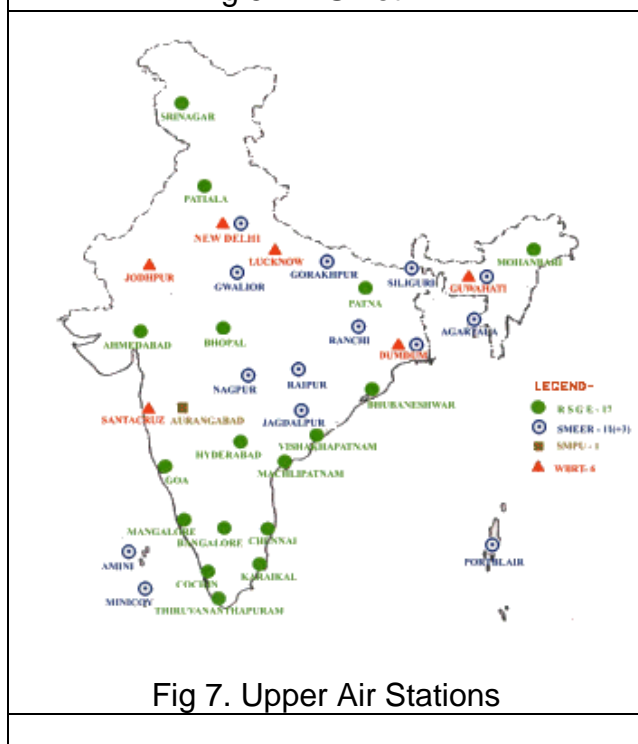 SRINAGAR
PATIALA
NEW DELHI
LUCKNOW
MOHANBARI
JODHPUR
GORAKHPUR
SILIGURI
GUWAHATI
GWALIOR
PATNA
AGARTALA
AHMEDABAD
BHOPAL
RANCHI
DUMDUM
NAGPUR
RAIPUR
BHUBANESHWAR
LEGEND-
R S G E - 17
SANTACRUZ
AURANGABAD
JAGDALPUR
SMEER - 11(+3)
VISHAKHAPATNAM
SMPU - 1
HYDERABAD
MACHLIPATNAM
WBRT- 6
GOA
MANGALORE
BANGALORE
CHENNAI
AMINI
PORTBLAIR
COCHIN
KARAIKAL
MINICOY
THIRUVANANTHAPURAM
Fig 7. Upper Air Stations